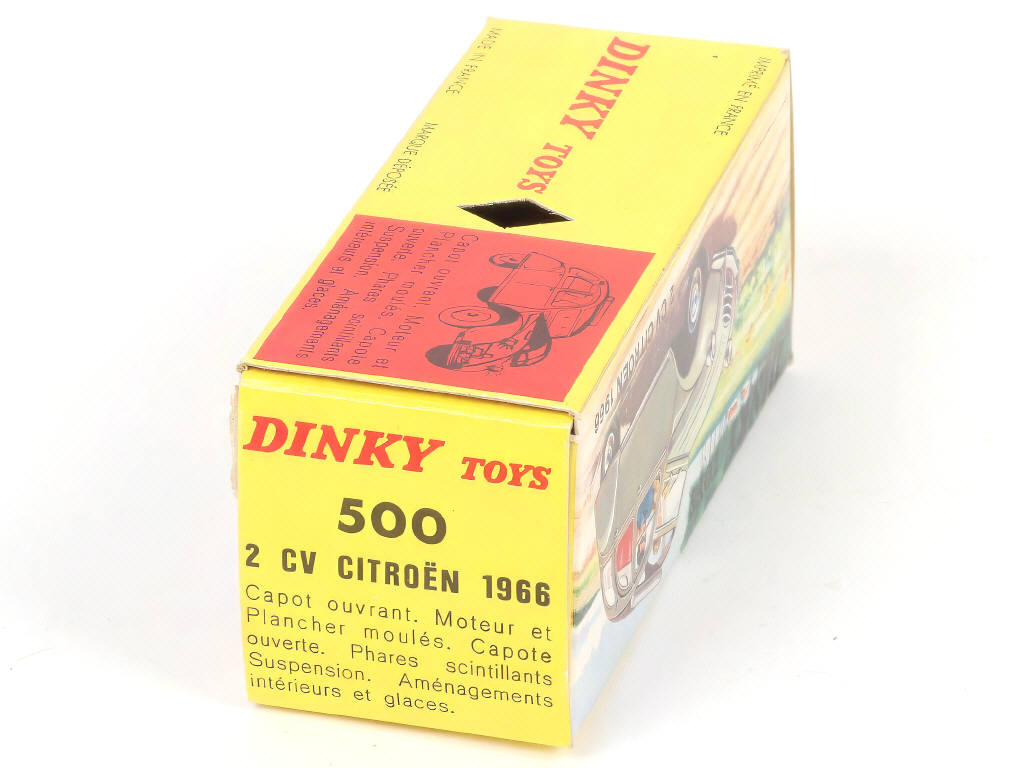 MADE IN FRANCE
MARQUE DÉPOSÉE
DINKY TOYS
IMPRIMÉ EN FRANCE
Capot ouvrant. Moteur et
Plancher moulés. Capote
ouverte. Phares scintillants
Suspension. Aménagements
intérieurs et glaces.
CITROËN 1966
DINKY TOYS
500
2 CV CITROËN 1966
Capot ouvrant. Moteur et
Plancher moulés. Capote
ouverte. Phares scintillants
Suspension. Aménagements
intérieurs et glaces.